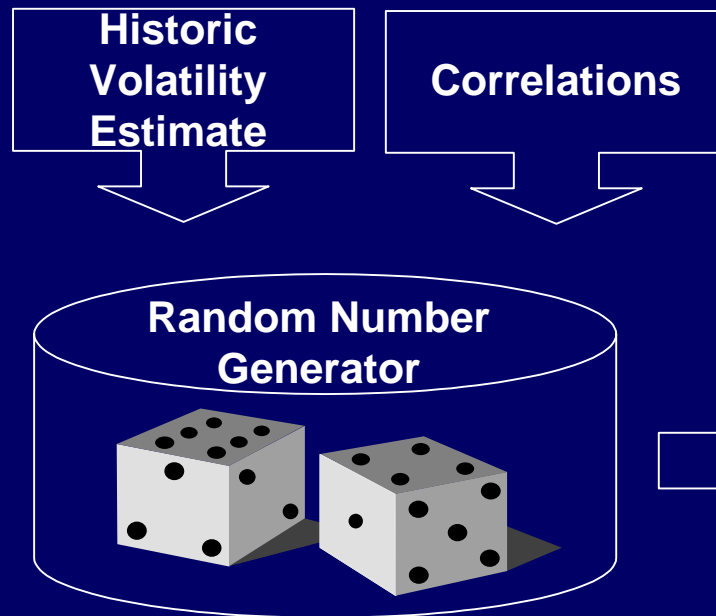 Historic
Volatility
Estimate
Correlations
Random Number
Generator